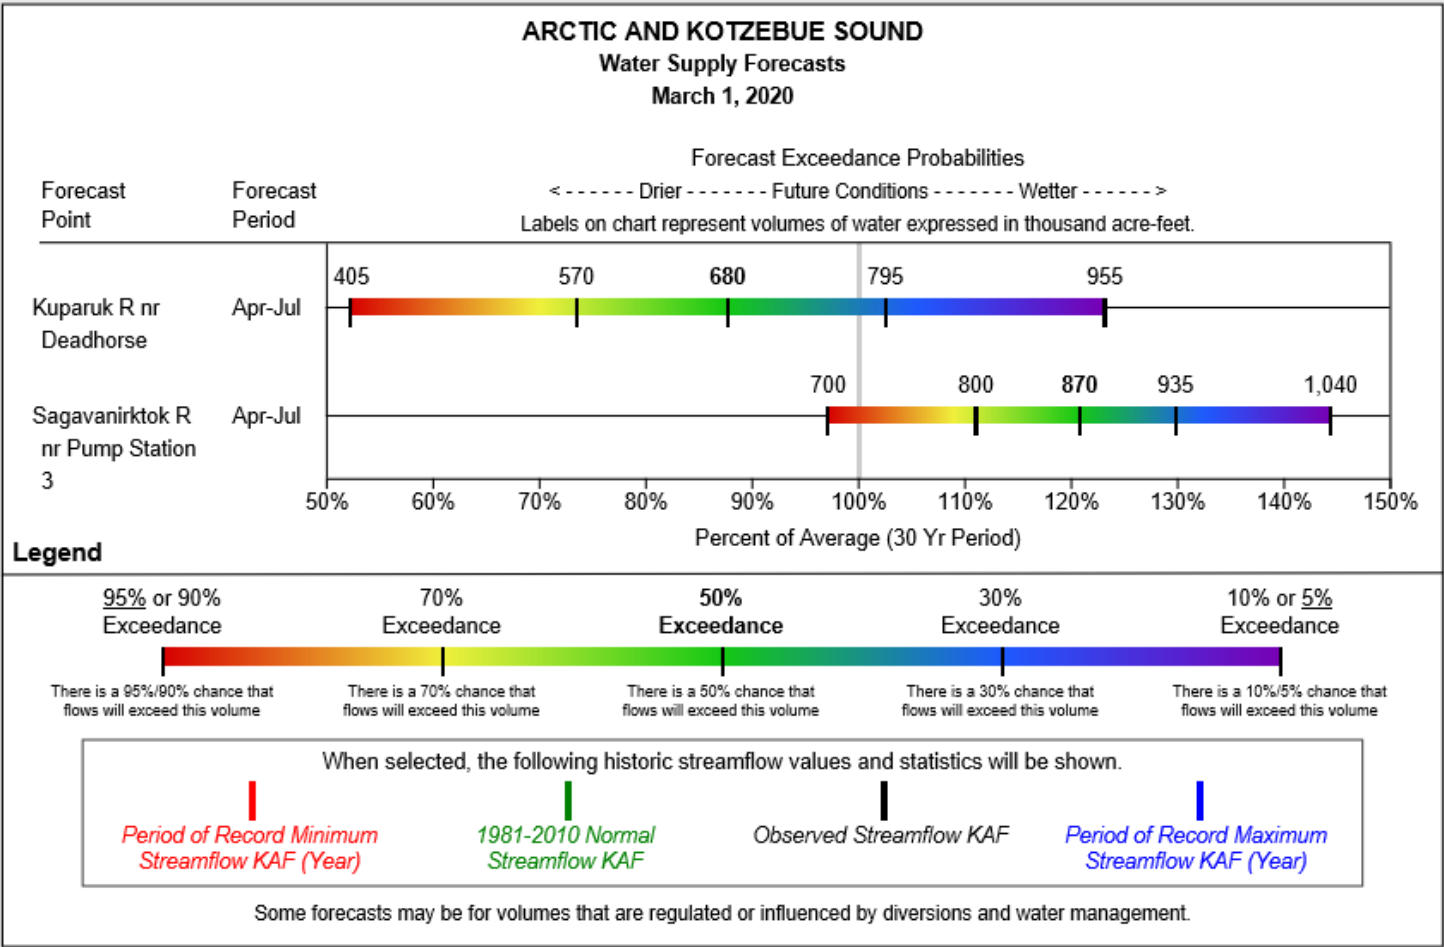 ARCTIC AND KOTZEBUE SOUND
Water Supply Forecasts
March 1, 2020
Forecast Exceedance Probabilities
Forecast Point
Forecast Period
<- - - - - - Drier - - - - - - - Future Conditions - - - - - - - Wetter - - - - - ->
Labels on chart represent volumes of water expressed in thousand acre-feet.
405 570 680 795 955
Kuparuk R nr
Deadhorse
Apr-Jul
700 800 870 935 1,040
Sagavanirktok R
nr Pump Station
3
Apr-Jul
50% 60% 70% 80% 90% 100% 110% 120% 130% 140% 150%
Percent of Average (30 Yr Period)
Legend
95% or 90%
Exceedance
70%
Exceedance
50%
Exceedance
30%
Exceedance
10% or 5%
Exceedance
There is a 95%/90% chance that
flows will exceed this volume
There is a 70% chance that
flows will exceed this volume
There is a 50% chance that
flows will exceed this volume
There is a 30% chance that
flows will exceed this volume
There is a 10%/5% chance that
flows will exceed this volume
When selected, the following historic streamflow values and statistics will be shown.
Period of Record Minimum
Streamflow KAF (Year)
1981-2010 Normal
Streamflow KAF
Observed Streamflow KAF
Period of Record Maximum
Streamflow KAF (Year)
Some forecasts may be for volumes that are regulated or influenced by diversions and water management.